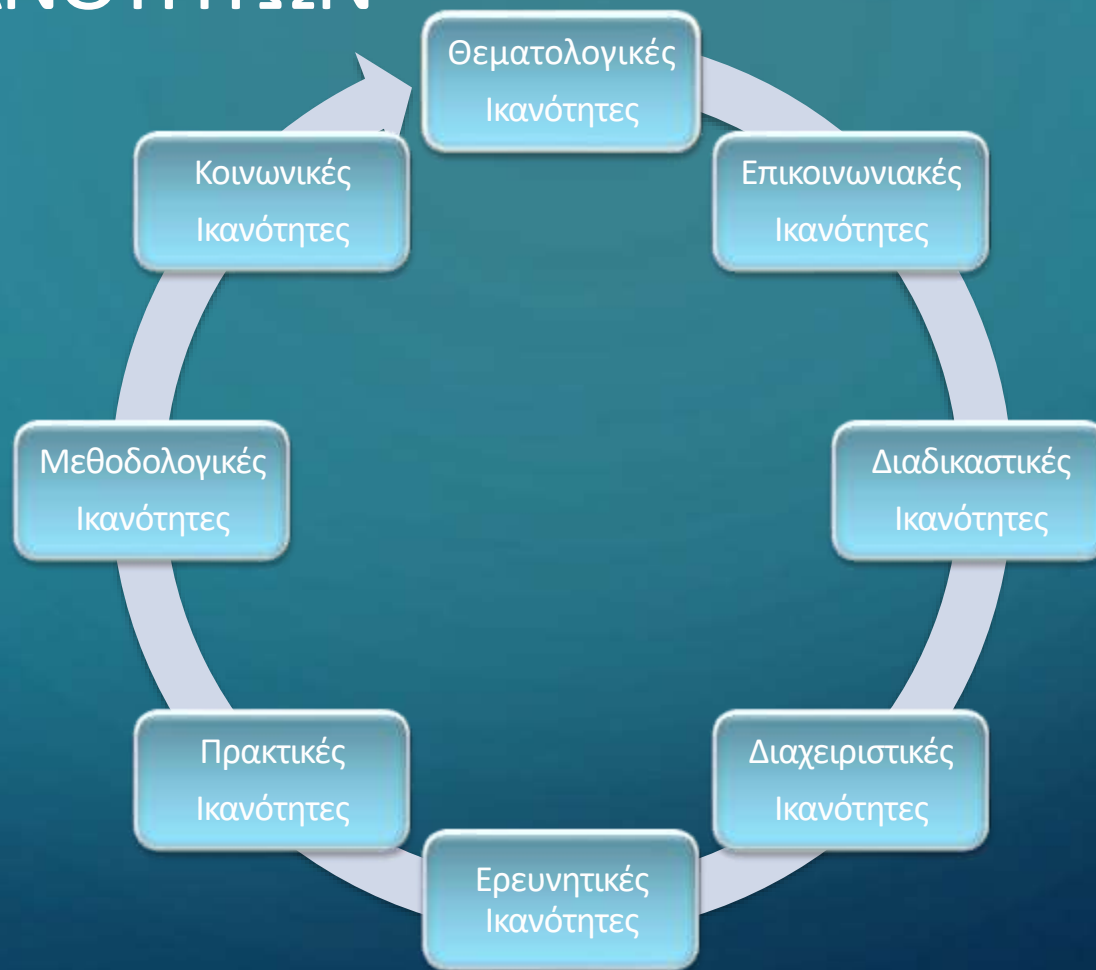 Θεματολογικές
Ικανότητες
Επικοινωνιακές
Ικανότητες
Διαδικαστικές
Ικανότητες
Διαχειριστικές
Ικανότητες
Ερευνητικές
Ικανότητες
Πρακτικές
Ικανότητες
Μεθοδολογικές
Ικανότητες
Κοινωνικές
Ικανότητες